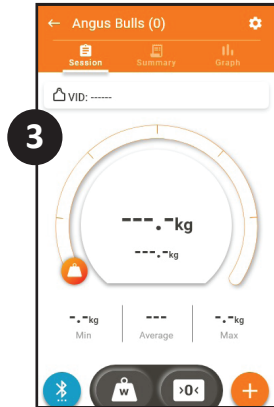 ← Angus Bulls (0)
Session Summary Graph
VID: ------
3
---.-kg
---.-kg
-.-kg --- -.-kg
Min Average Max
W >0< +